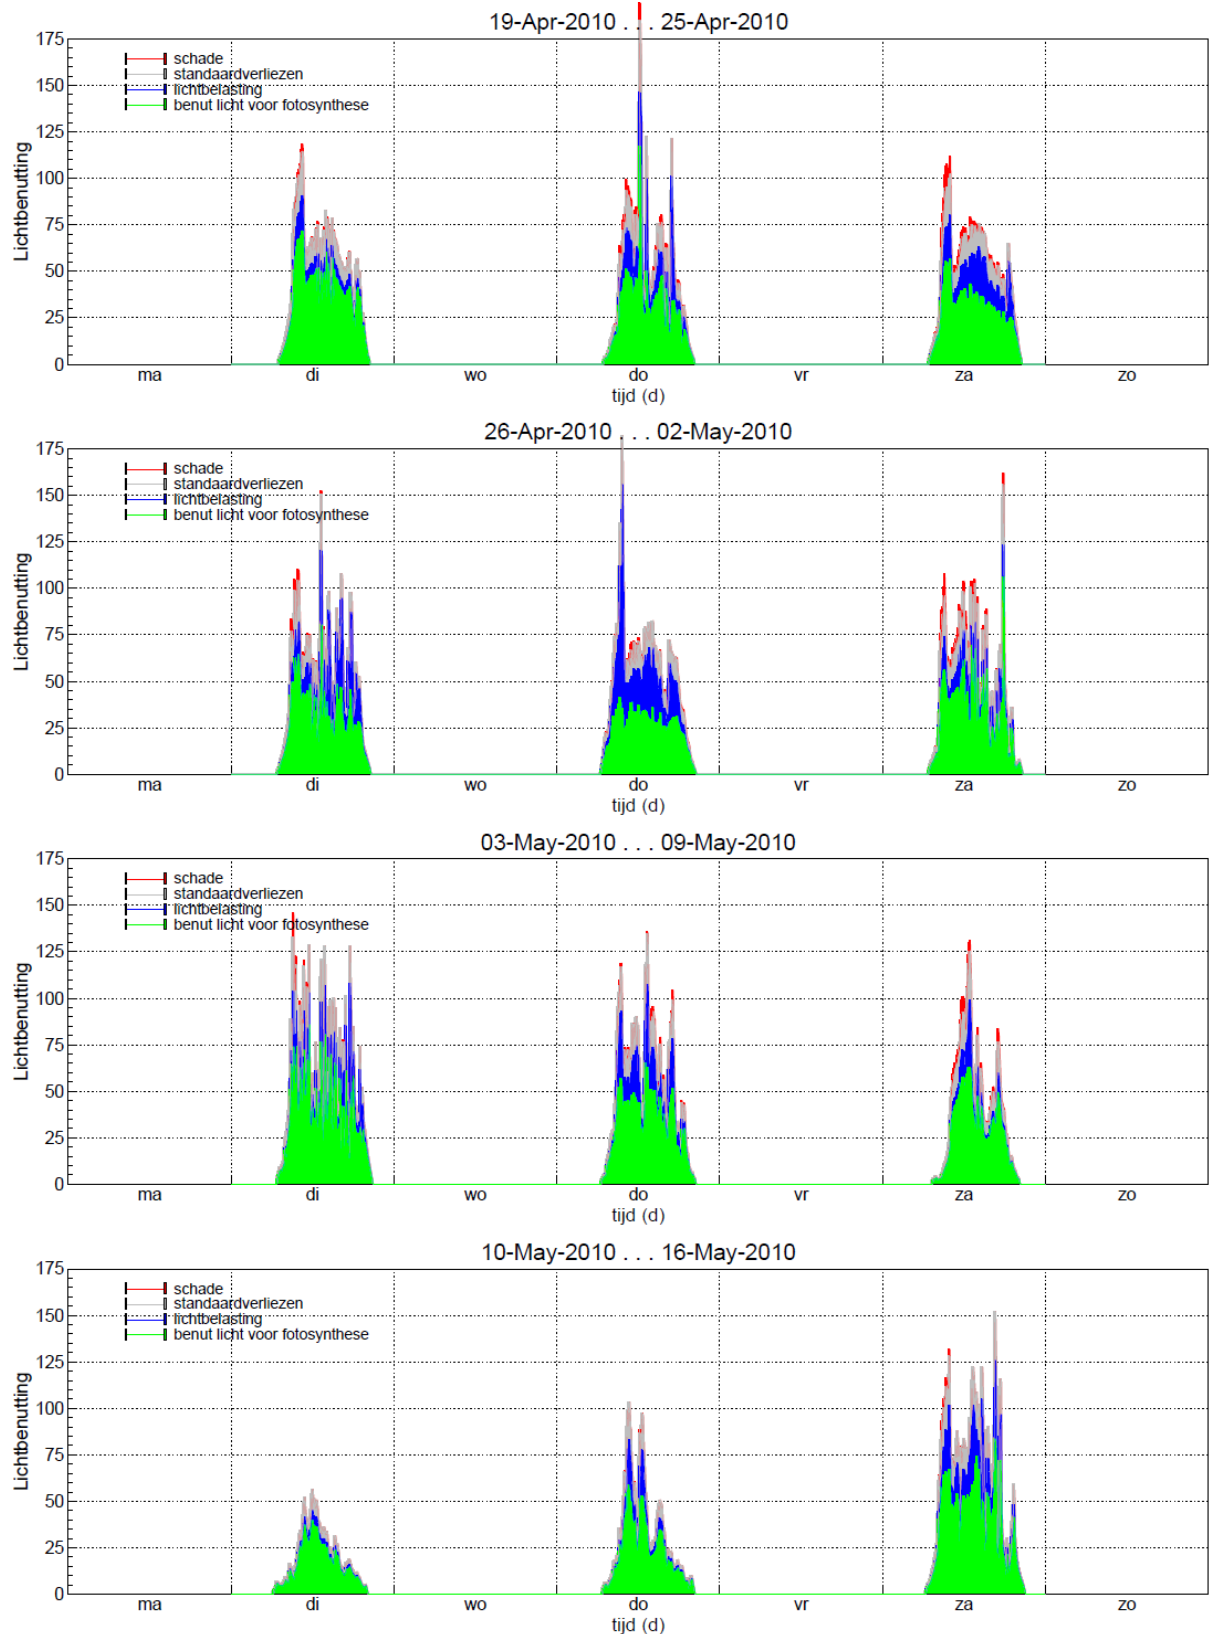 19-Apr-2010 . . . 25-Apr-2010
175
150
125
100
75
50
25
0
Lichtbenutting
schade
standaardverliezen
lichtbelasting
benut licht voor fotosynthese
ma di wo do vr za zo
tijd (d)
26-Apr-2010 . . . 02-May-2010
175
150
125
100
75
50
25
0
Lichtbenutting
schade
standaardverliezen
lichtbelasting
benut licht voor fotosynthese
ma di wo do vr za zo
tijd (d)
03-May-2010 . . . 09-May-2010
175
150
125
100
75
50
25
0
Lichtbenutting
schade
standaardverliezen
lichtbelasting
benut licht voor fotosynthese
ma di wo do vr za zo
tijd (d)
10-May-2010 . . . 16-May-2010
175
150
125
100
75
50
25
0
Lichtbenutting
schade
standaardverliezen
lichtbelasting
benut licht voor fotosynthese
ma di wo do vr za zo
tijd (d)